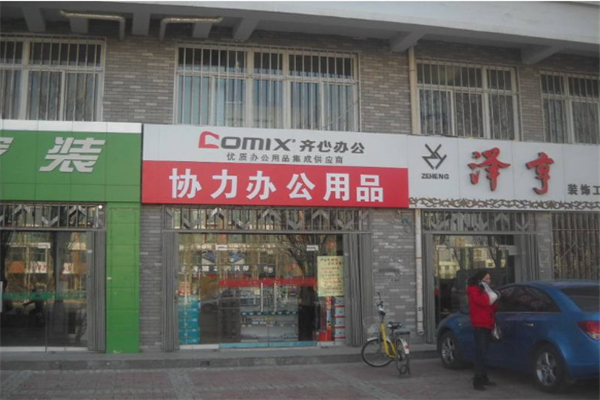 装
COMIX® 齐心办公
优质办公用品集成供应商
协力办公用品
ZEHENG
泽亨
装饰工